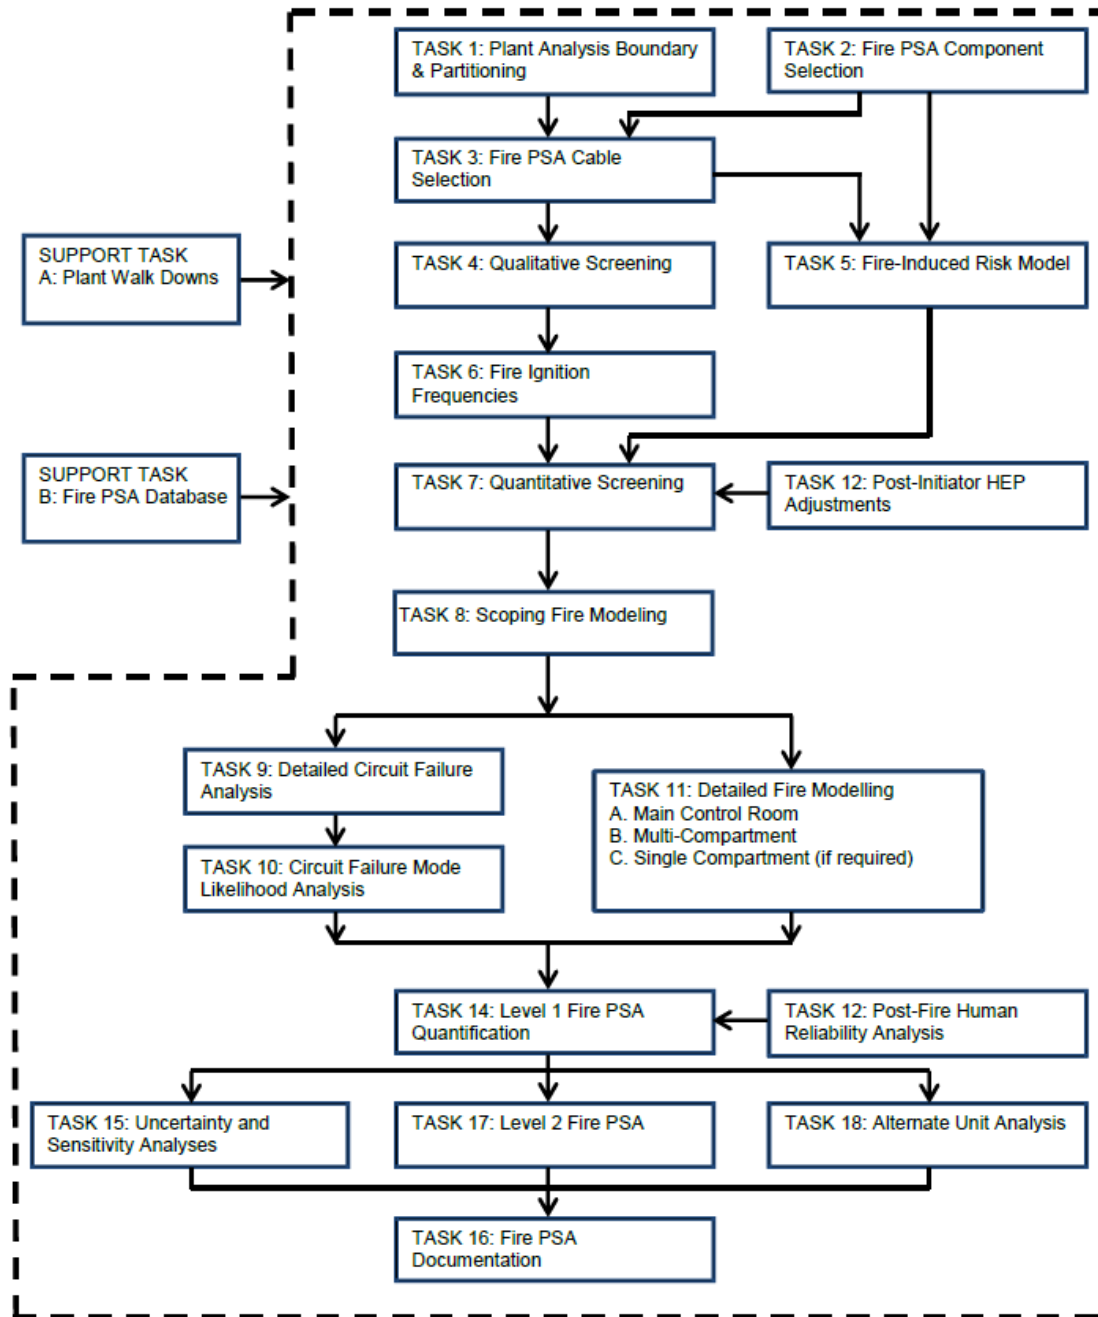 TASK 1: Plant Analysis Boundary
& Partitioning
TASK 2: Fire PSA Component
Selection
TASK 3: Fire PSA Cable
Selection
SUPPORT TASK
A: Plant Walk Downs
TASK 4: Qualitative Screening
TASK 5: Fire-Induced Risk Model
TASK 6: Fire Ignition
Frequencies
SUPPORT TASK
B: Fire PSA Database
TASK 7: Quantitative Screening
TASK 12: Post-Initiator HEP
Adjustments
TASK 8: Scoping Fire Modeling
TASK 9: Detailed Circuit Failure
Analysis
TASK 10: Circuit Failure Mode
Likelihood Analysis
TASK 11: Detailed Fire Modelling
A. Main Control Room
B. Multi-Compartment
C. Single Compartment (if required)
TASK 14: Level 1 Fire PSA
Quantification
TASK 12: Post-Fire Human
Reliability Analysis
TASK 15: Uncertainty and
Sensitivity Analyses
TASK 17: Level 2 Fire PSA
TASK 18: Alternate Unit Analysis
TASK 16: Fire PSA
Documentation